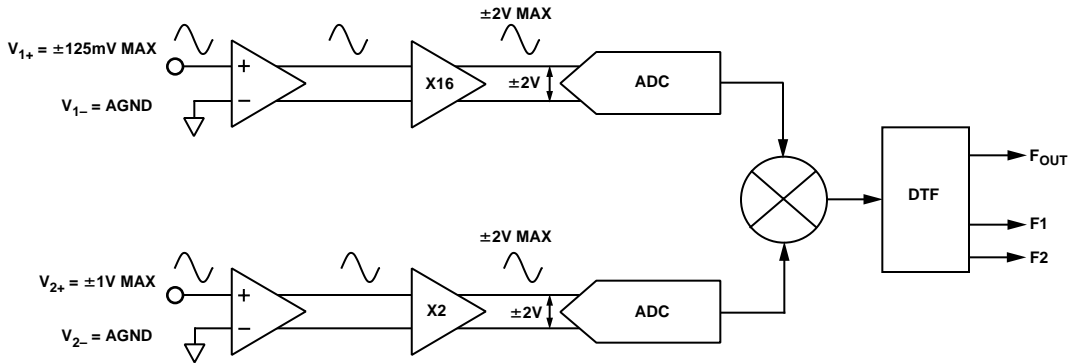 ±2V MAX
V1+ = ±125mV MAX
+
X16
±2V
ADC
V1– = AGND
–
FOUT
DTF
F1
F2
±2V MAX
V2+ = ±1V MAX
+
X2
±2V
ADC
V2– = AGND
–